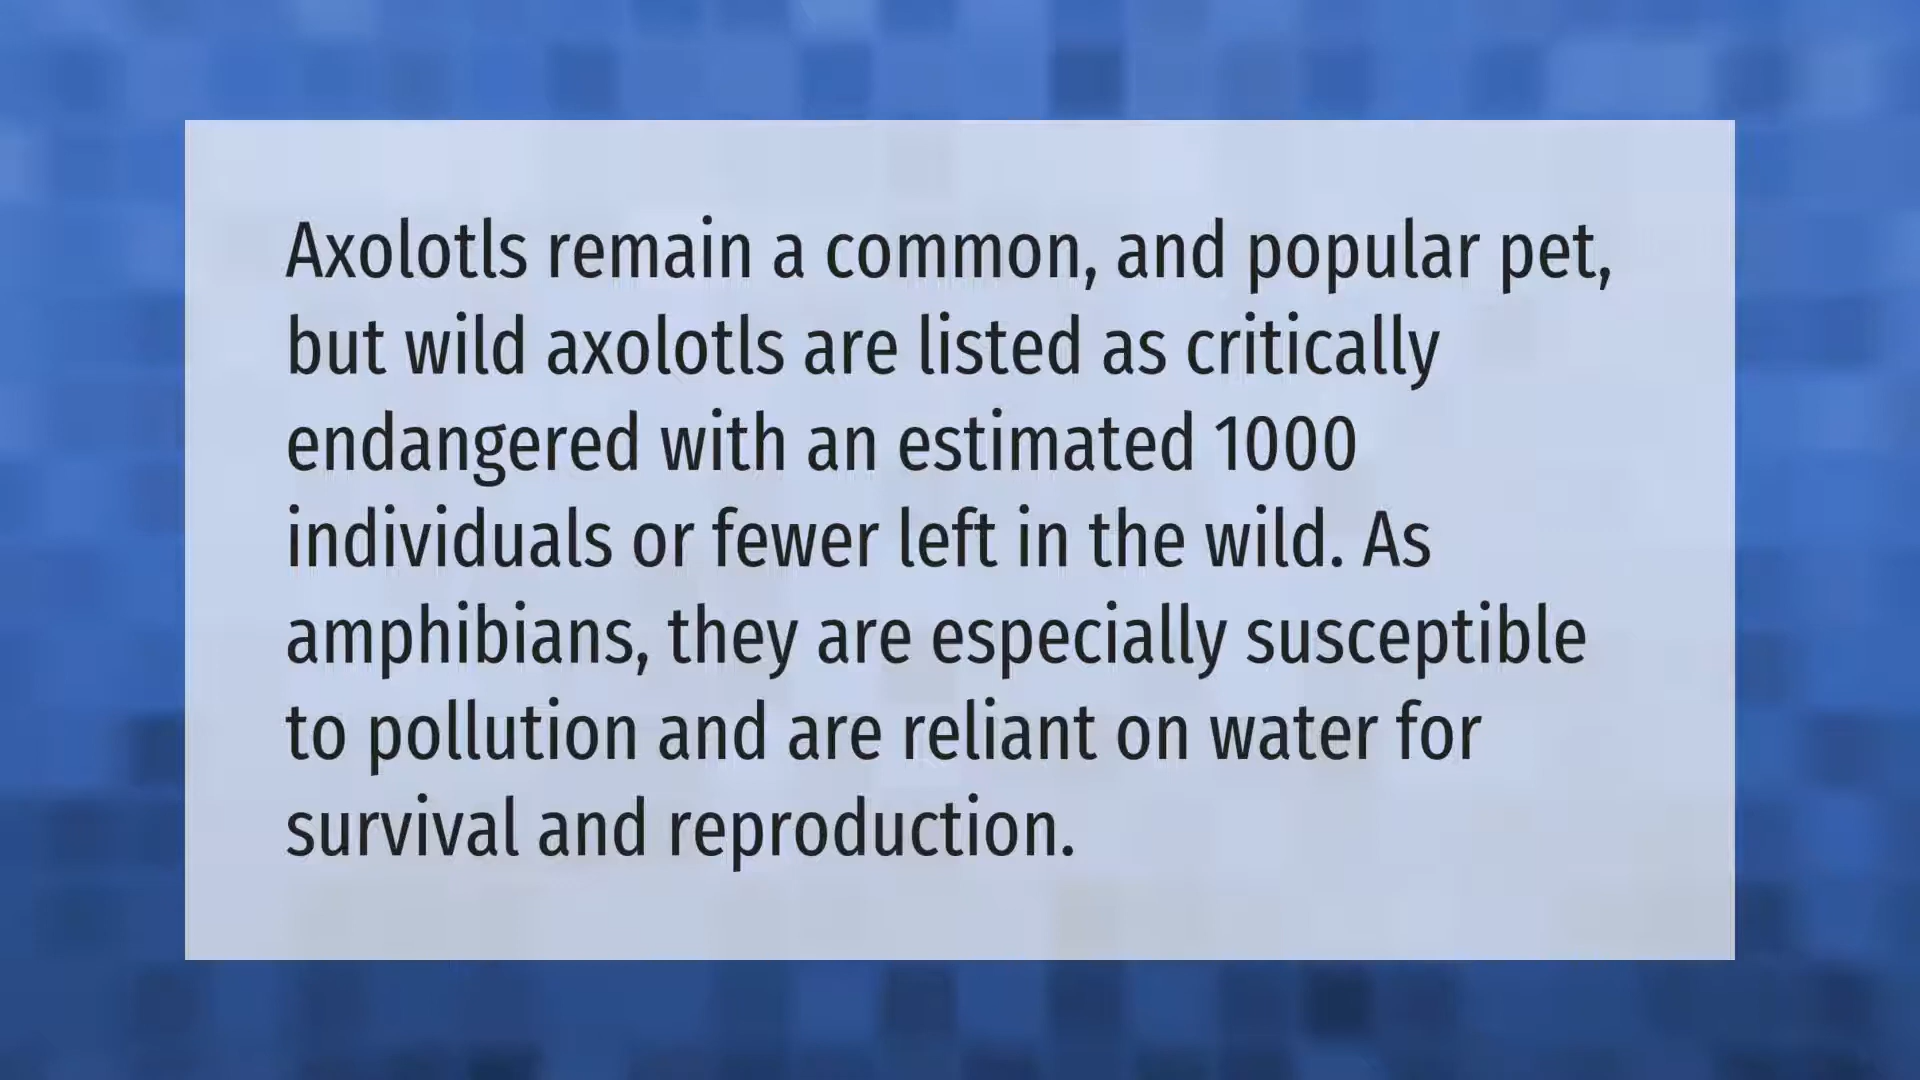 Axolotls remain a common, and popular pet,
but wild axolotls are listed as critically
endangered with an estimated 1000
individuals or fewer left in the wild. As
amphibians, they are especially susceptible
to pollution and are reliant on water for
survival and reproduction.